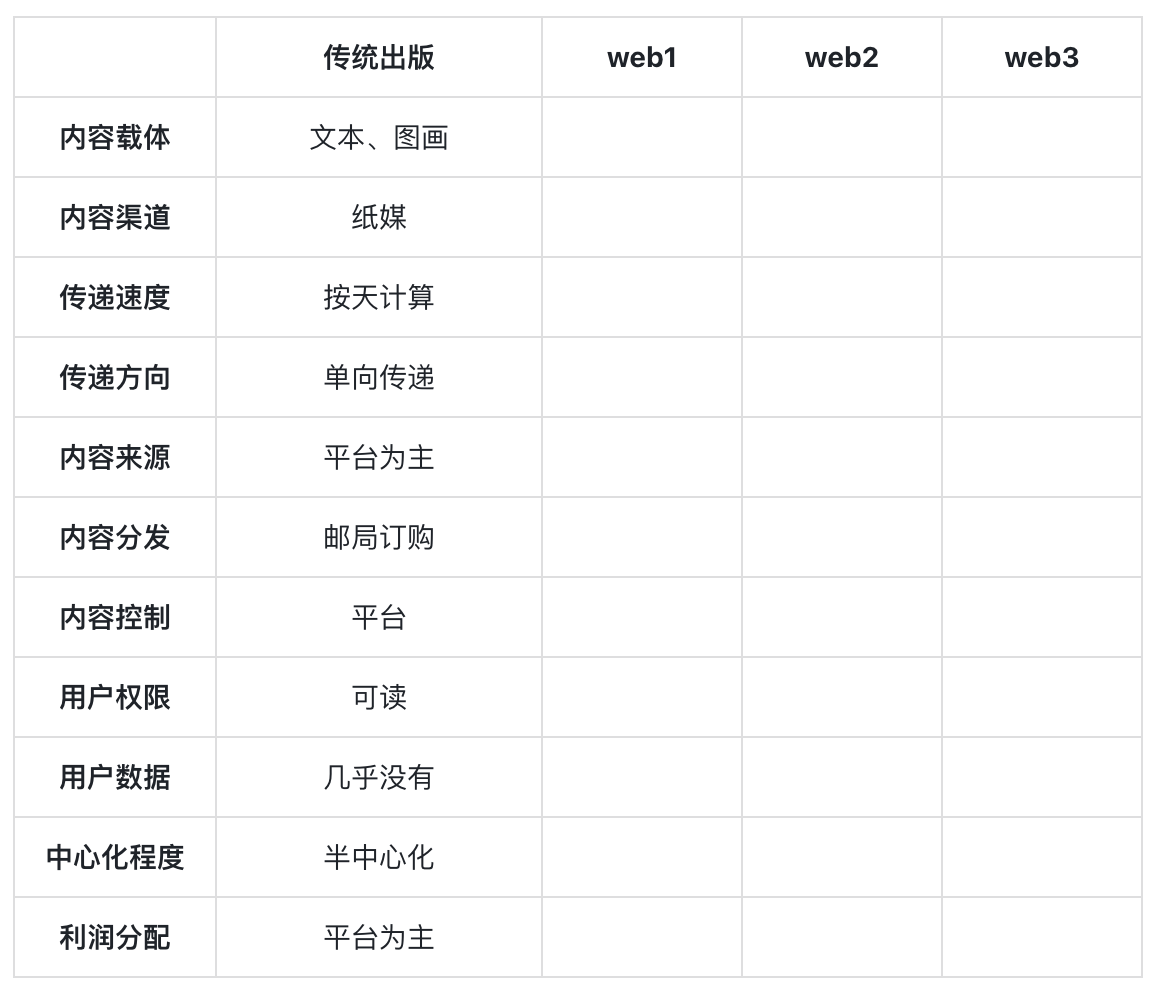 传统出版 web1 web2 web3
内容载体 文本、图画
内容渠道 纸媒
传递速度 按天计算
传递方向 单向传递
内容来源 平台为主
内容分发 邮局订购
内容控制 平台
用户权限 可读
用户数据 几乎没有
中心化程度 半中心化
利润分配 平台为主